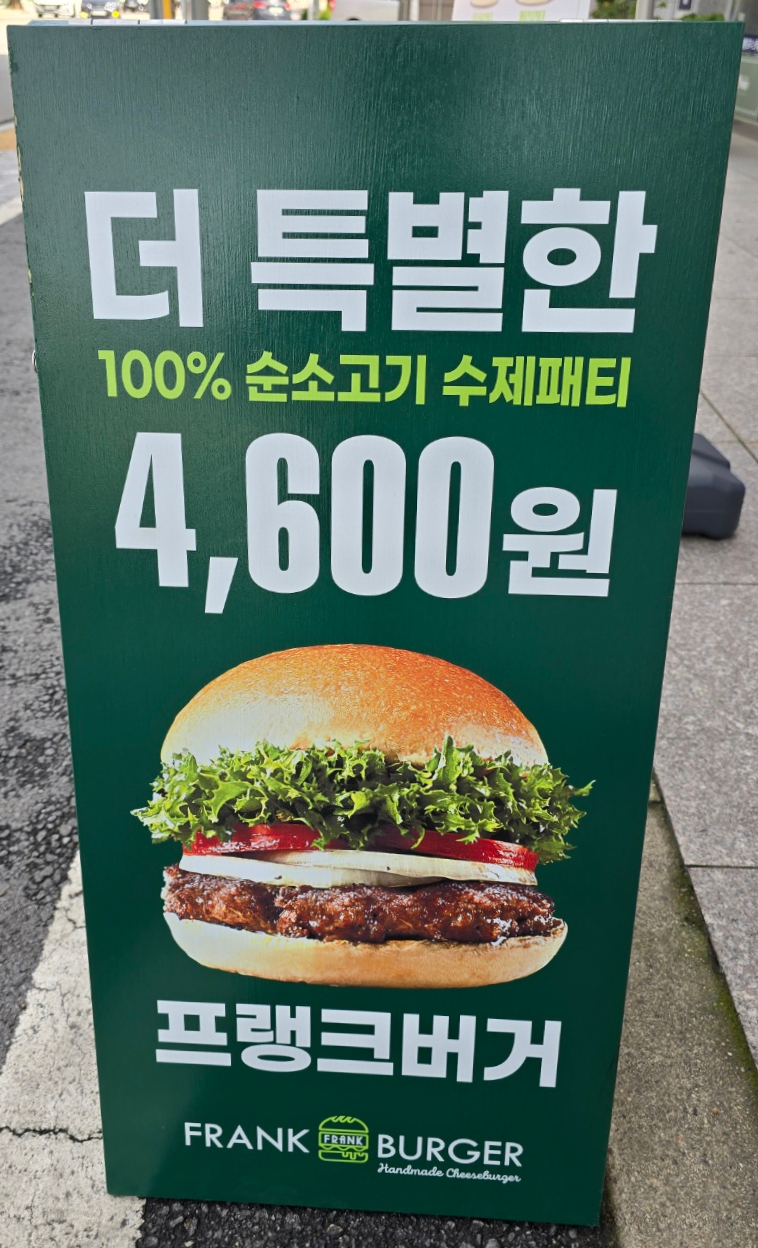 더 특별한
100% 순소고기 수제패티
4,600원
프랭크버거
FRANK FRANK BURGER
Handmade Cheeseburger